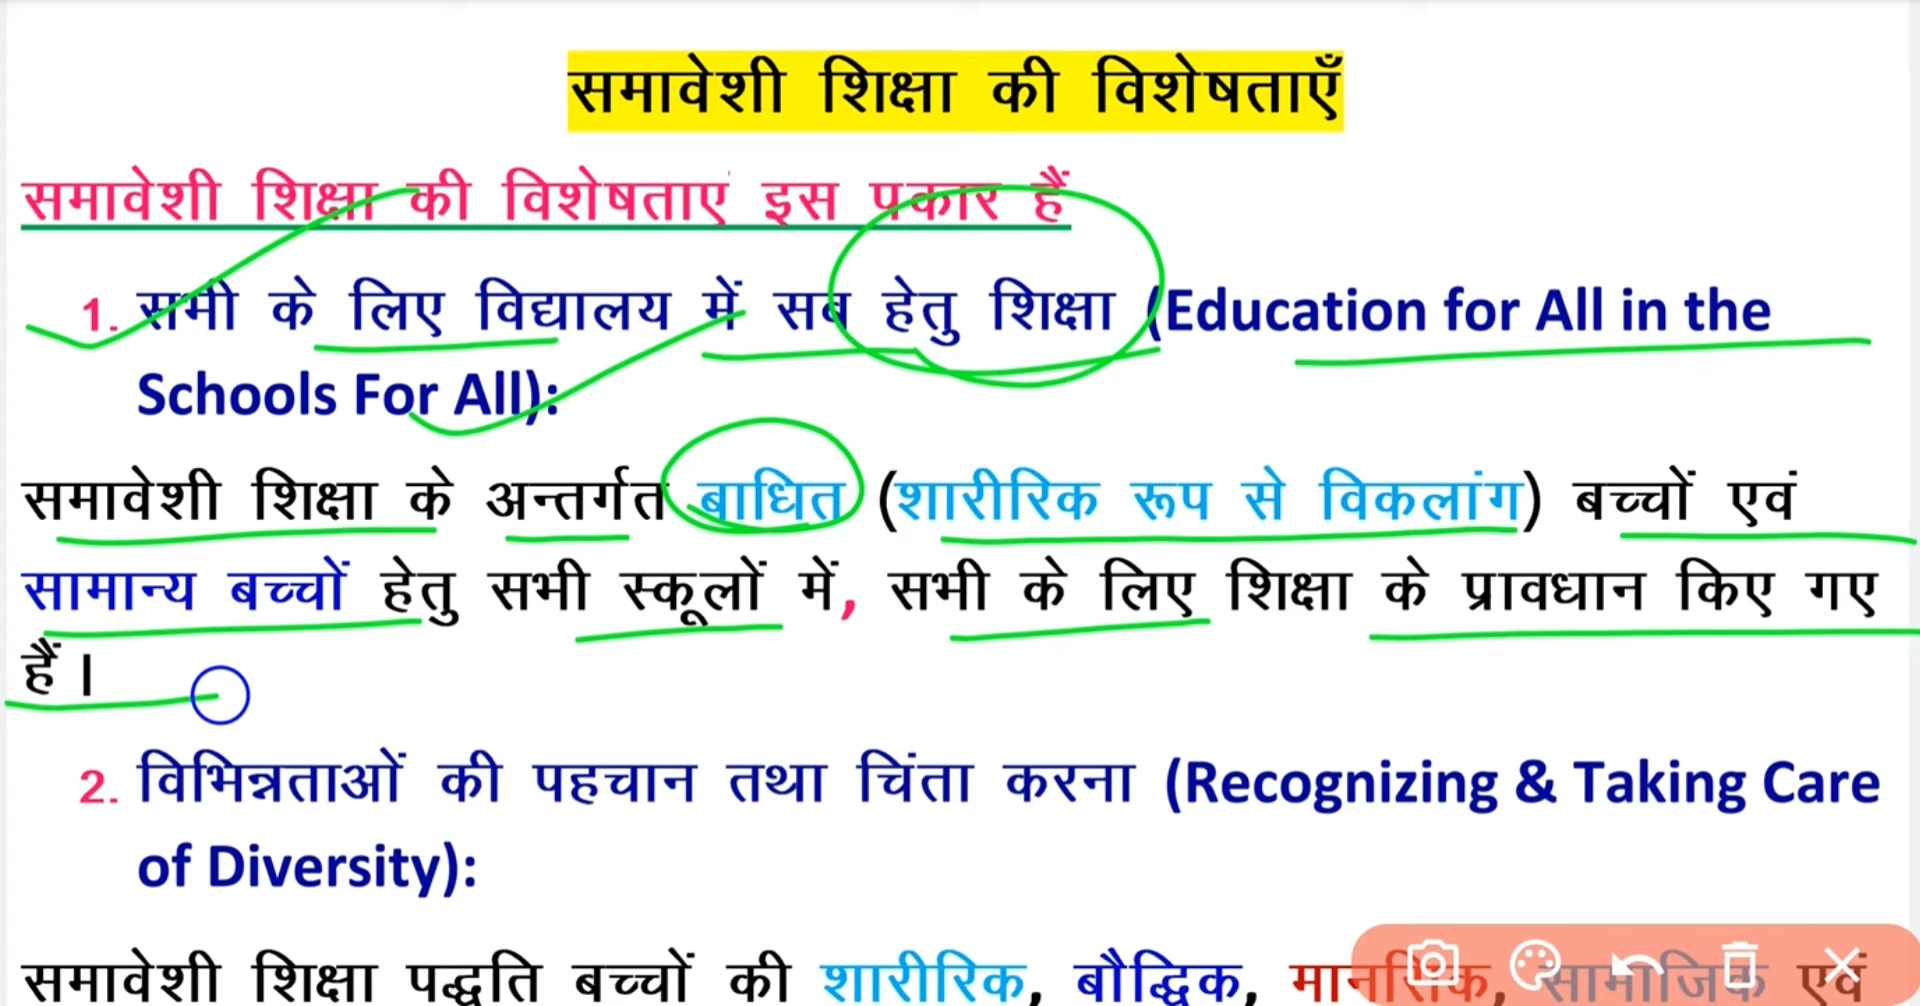 समावेशी शिक्षा की विशेषताएँ
समावेशी शिक्षा की विशेषताएं इस प्रकार हैं
1. सभी के लिए विद्यालय में सब हेतु शिक्षा (Education for All in the
Schools For All):
समावेशी शिक्षा के अन्तर्गत बाधित (शारीरिक रूप से विकलांग) बच्चों एवं
सामान्य बच्चों हेतु सभी स्कूलों में, सभी के लिए शिक्षा के प्रावधान किए गए
हैं।
2. विभिन्नताओं की पहचान तथा चिंता करना (Recognizing & Taking Care
of Diversity):
समावेशी शिक्षा पद्धति बच्चों की शारीरिक, बौद्धिक, मानसिक, सामाजिक एवं